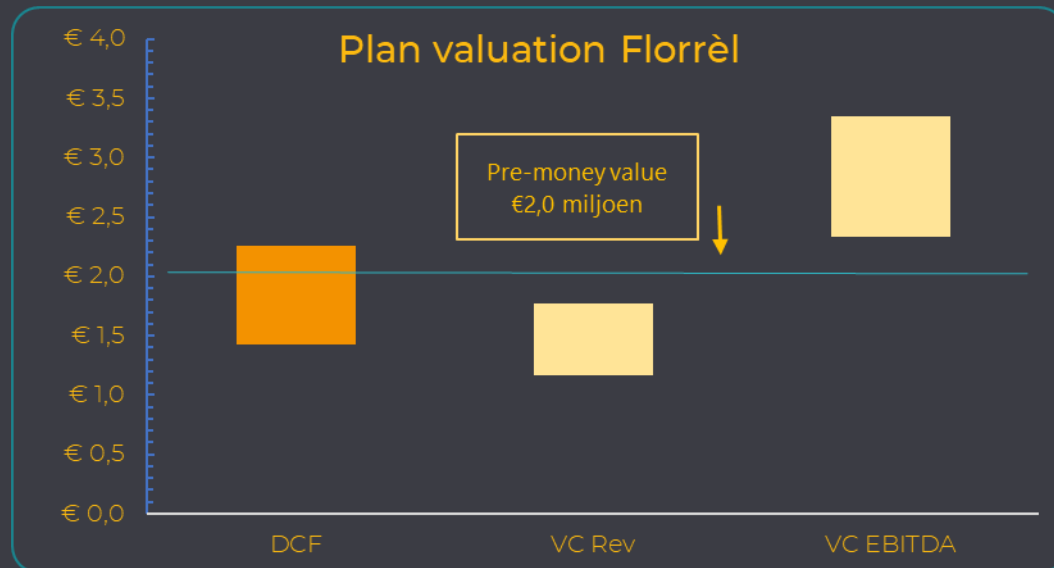 Plan valuation Florrèl
€ 4,0
€ 3,5
€ 3,0
€ 2,5
€ 2,0
€ 1,5
€ 1,0
€ 0,5
€ 0,0
Pre-money value
€2,0 miljoen
DCF
VC Rev
VC EBITDA